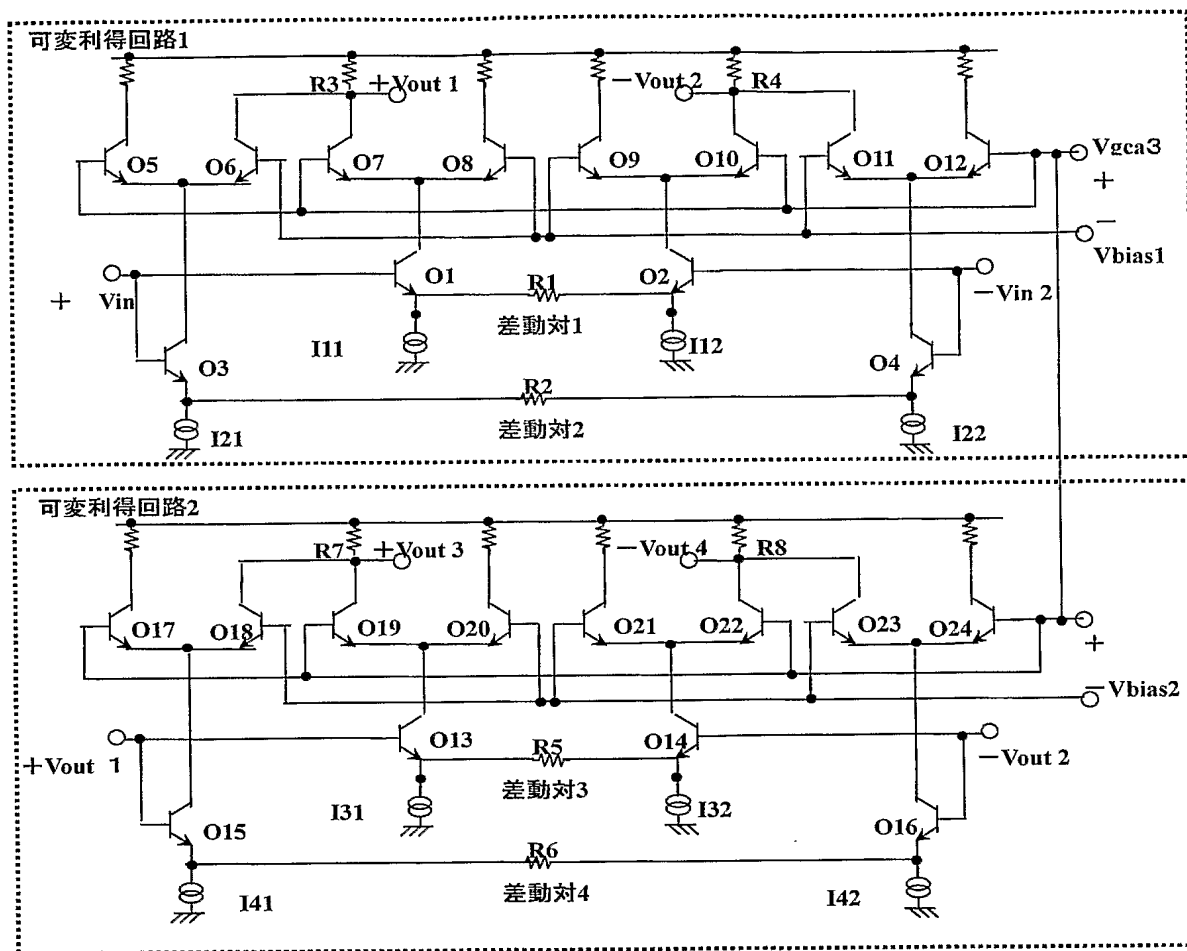 可変利得回路1
R3 +Vout 1 −Vout 2 R4
O5 O6 O7 O8 O9 O10 O11 O12 Vgca3
+
−
Vbias1
+ Vin O1 R1 O2 −Vin 2
差動対1
I11 I12
O3 O4
R2
I21 差動対2 I22
可変利得回路2
R7 +Vout 3 −Vout 4 R8
O17 O18 O19 O20 O21 O22 O23 O24
+
−Vbias2
+Vout 1 O13 R5 O14 −Vout 2
差動対3
I31 I32
O15 O16
R6
I41 差動対4 I42